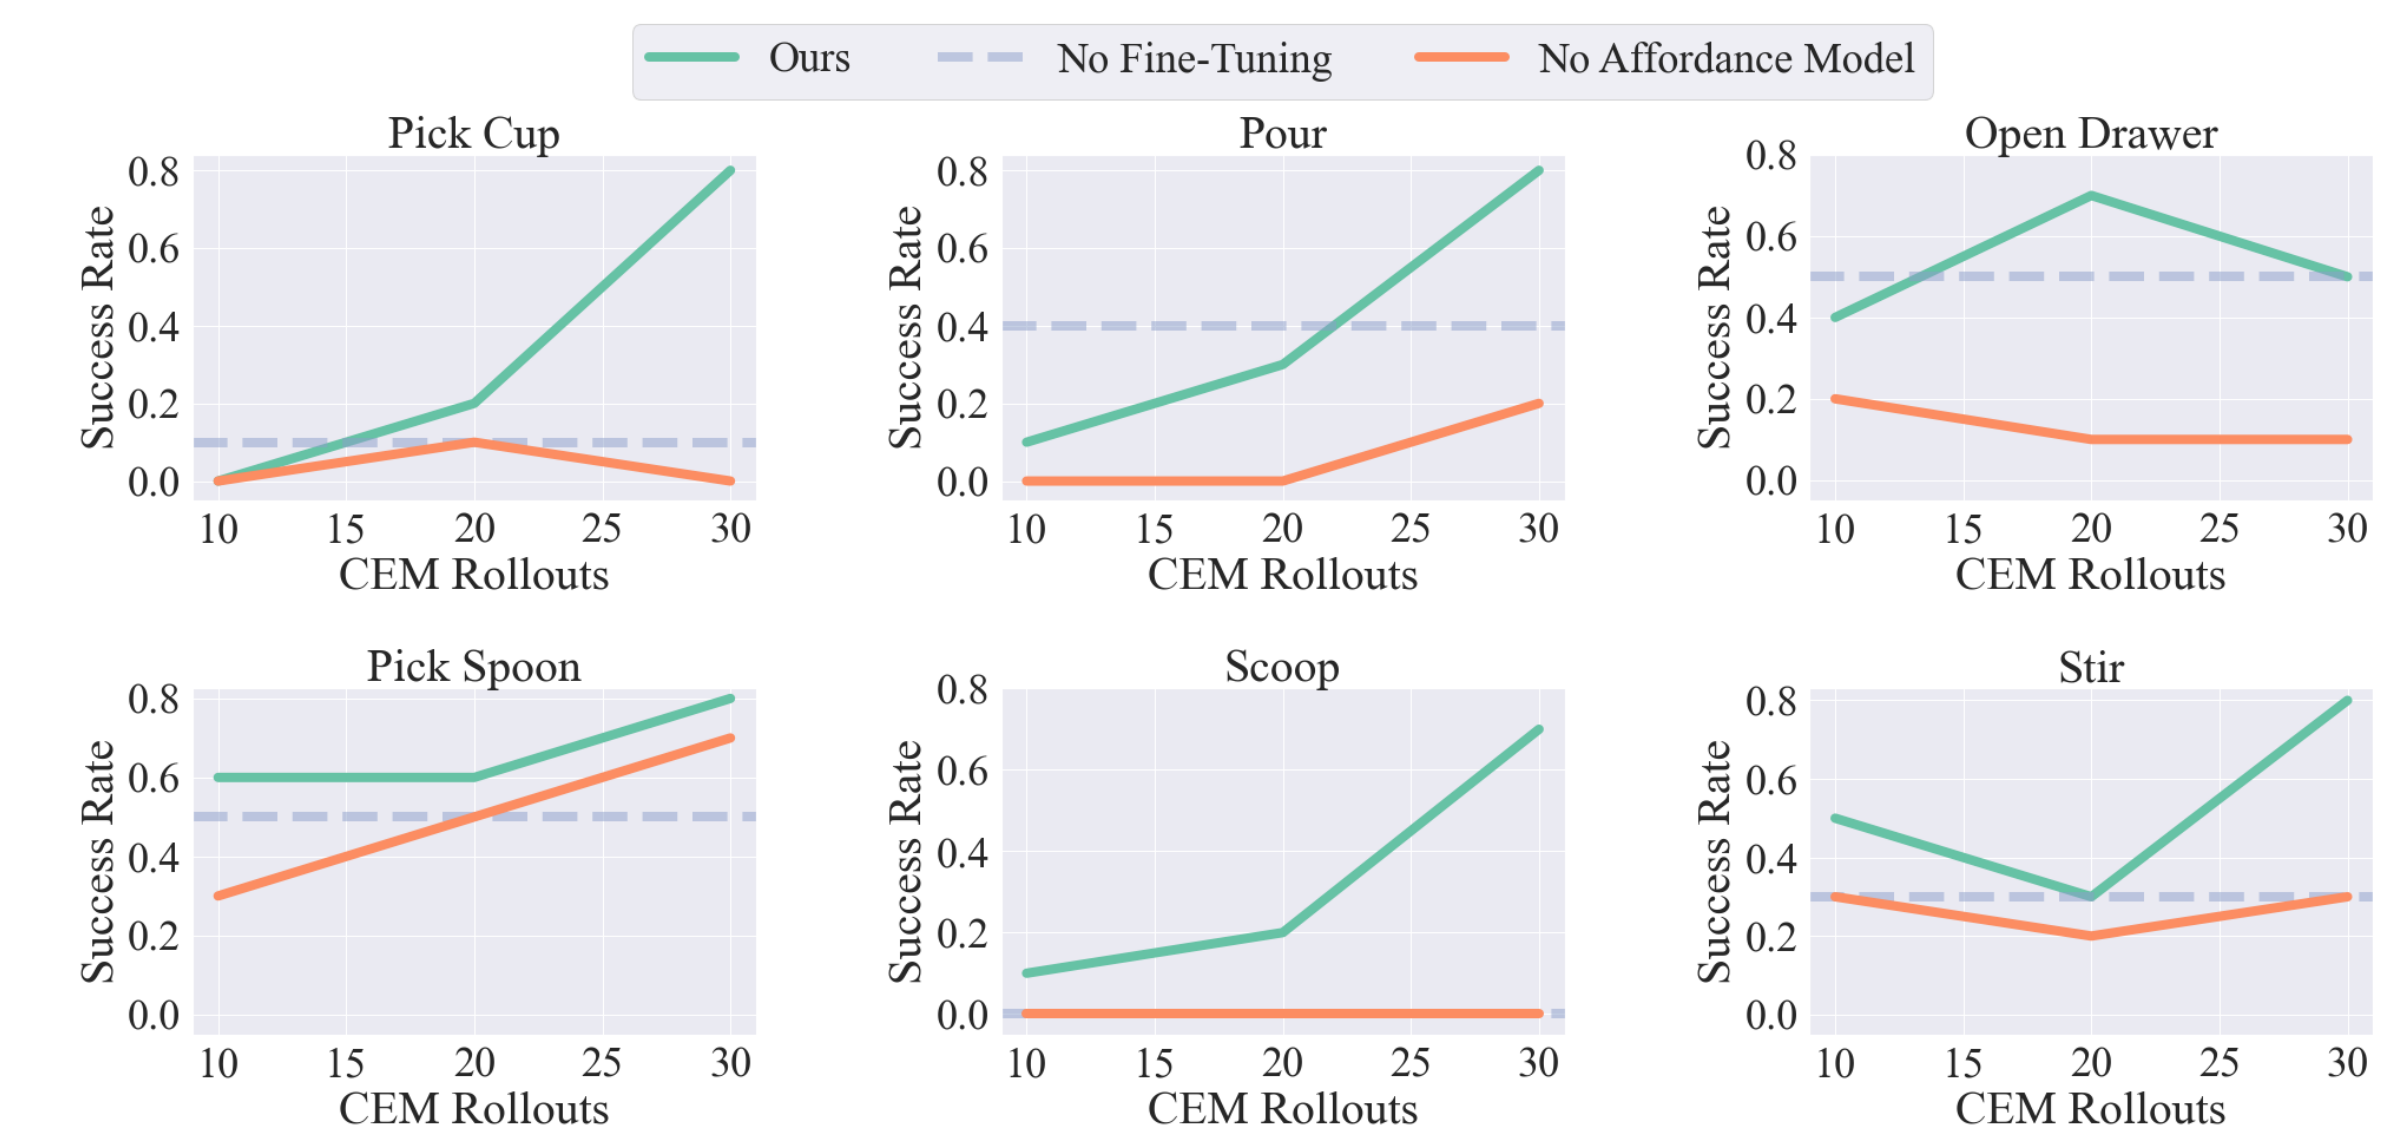 Ours No Fine-Tuning No Affordance Model
Pick Cup
Success Rate
0.8
0.6
0.4
0.2
0.0
10 15 20 25 30
CEM Rollouts
Pour
Success Rate
0.8
0.6
0.4
0.2
0.0
10 15 20 25 30
CEM Rollouts
Open Drawer
Success Rate
0.8
0.6
0.4
0.2
0.0
10 15 20 25 30
CEM Rollouts
Pick Spoon
Success Rate
0.8
0.6
0.4
0.2
0.0
10 15 20 25 30
CEM Rollouts
Scoop
Success Rate
0.8
0.6
0.4
0.2
0.0
10 15 20 25 30
CEM Rollouts
Stir
Success Rate
0.8
0.6
0.4
0.2
0.0
10 15 20 25 30
CEM Rollouts